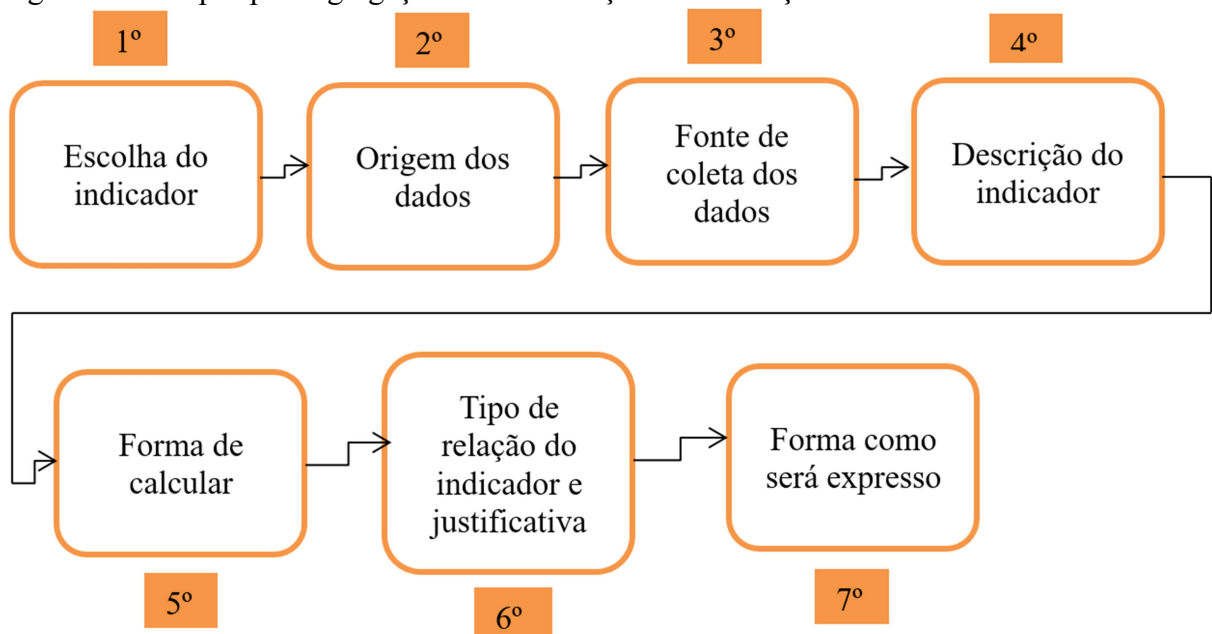 1º
2º
3º
4º
Escolha do
indicador
Origem dos
dados
Fonte de
coleta dos
dados
Descrição do
indicador
Forma de
calcular
Tipo de
relação do
indicador e
justificativa
Forma como
será expresso
5º
6º
7º